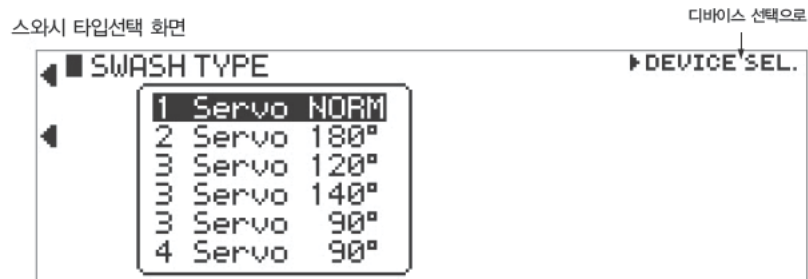 디바이스 선택으로
스와시 타입선택 화면
SWASH TYPE
DEVICE SEL.
1 Servo NORM
2 Servo 180°
3 Servo 120°
3 Servo 140°
3 Servo 90°
4 Servo 90°